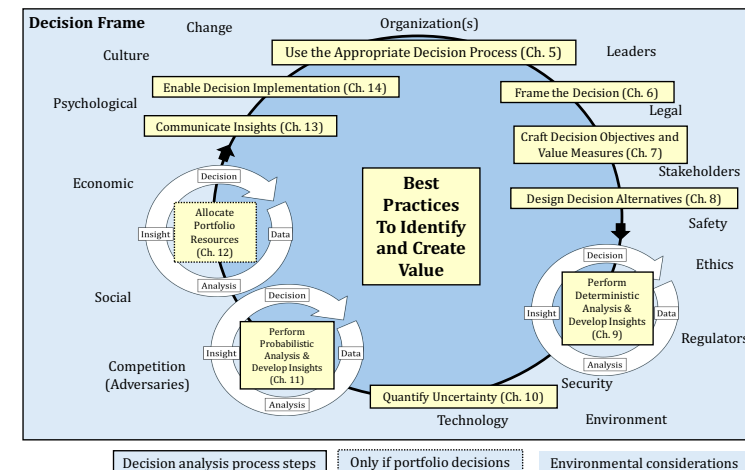 Decision Frame
Change
Organization(s)
Culture
Use the Appropriate Decision Process (Ch. 5)
Leaders
Enable Decision Implementation (Ch. 14)
Frame the Decision (Ch. 6)
Psychological
Legal
Communicate Insights (Ch. 13)
Craft Decision Objectives and
Value Measures (Ch. 7)
Stakeholders
Economic
Design Decision Alternatives (Ch. 8)
Safety
Best
Practices
To Identify
and Create
Value
Decision
Insight
Allocate
Portfolio
Resources
(Ch. 12)
Data
Analysis
Ethics
Decision
Insight
Perform
Deterministic
Analysis &
Develop Insights
(Ch. 9)
Data
Analysis
Regulators
Social
Decision
Insight
Perform
Probabilistic
Analysis &
Develop Insights
(Ch. 11)
Data
Analysis
Competition
(Adversaries)
Security
Quantify Uncertainty (Ch. 10)
Technology
Environment
Decision analysis process steps
Only if portfolio decisions
Environmental considerations